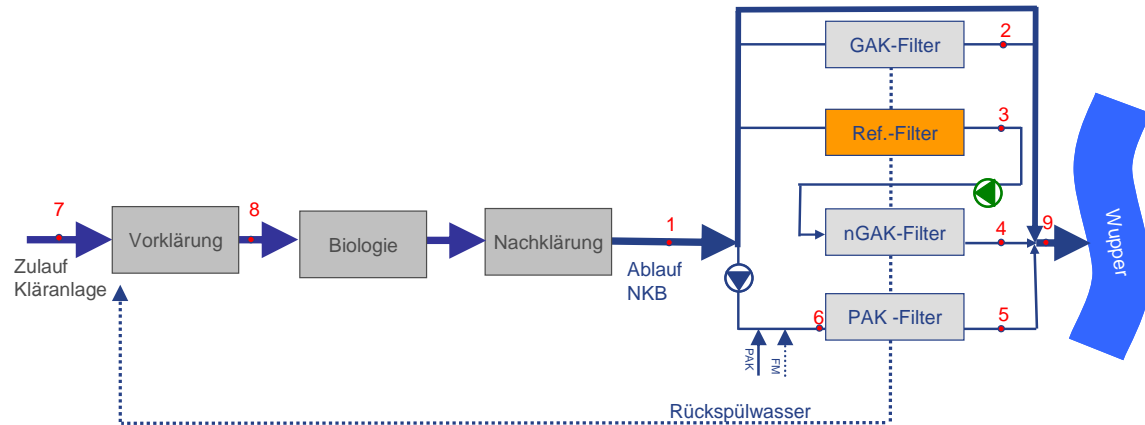 GAK-Filter
2
Ref.-Filter
3
7
8
1
9
Vorklärung
Biologie
Nachklärung
nGAK-Filter
4
Wupper
Zulauf
Kläranlage
Ablauf
NKB
6
PAK -Filter
5
PAK
FM
Rückspülwasser